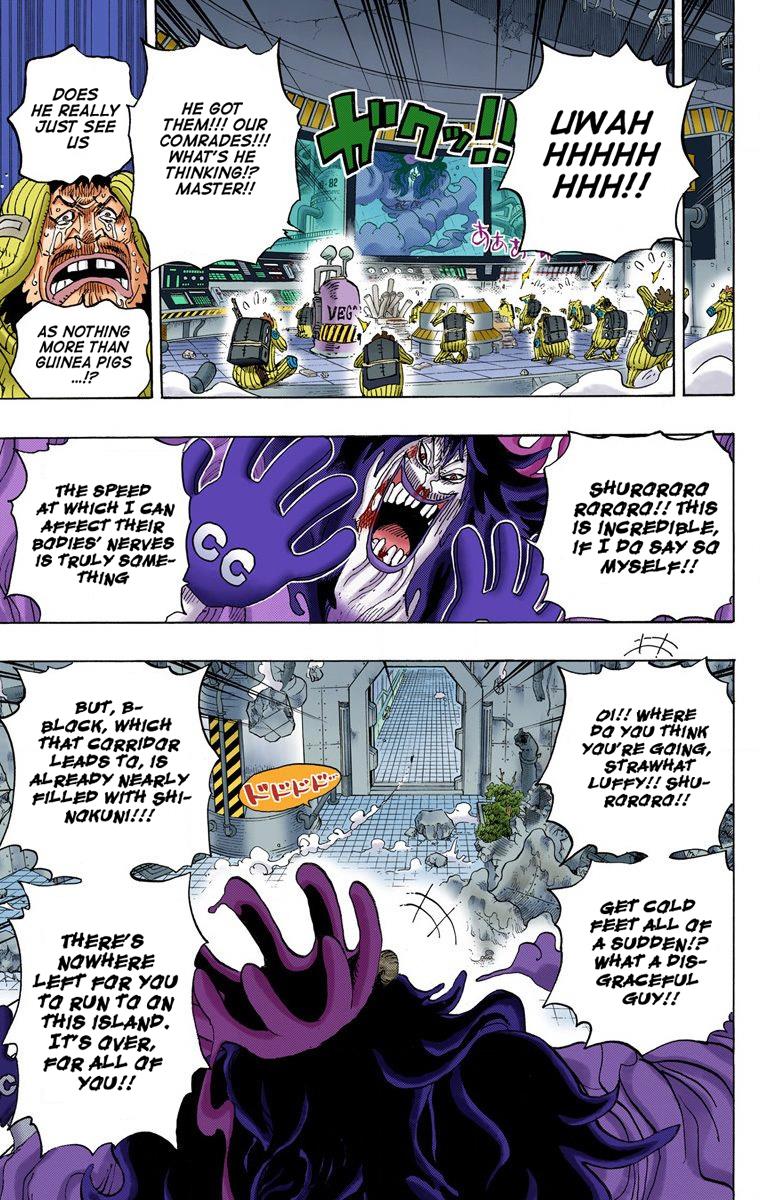 UWAH
HHHHH
HHH!!
ガクッ!!
B-82
ああぁ…
VEG
HE GOT
THEM!!! OUR
COMRADES!!!
WHAT'S HE
THINKING!?
MASTER!!
DOES
HE REALLY
JUST SEE
US
AS NOTHING
MORE THAN
GUINEA PIGS
...!?
SHURORORO
RORORO!! THIS
IS INCREDIBLE,
IF I DO SAY SO
MYSELF!!
CC
THE SPEED
AT WHICH I CAN
AFFECT THEIR
BODIES' NERVES
IS TRULY SOME-
THING
OI!! WHERE
DO YOU THINK
YOU'RE GOING,
STRAWHAT
LUFFY!! SHU-
RORORO!!
GET COLD
FEET ALL OF
A SUDDEN!?
WHAT A DIS-
GRACEFUL
GUY!!
ドドドド…
BUT, B-
BLOCK, WHICH
THAT CORRIDOR
LEADS TO, IS
ALREADY NEARLY
FILLED WITH SHI-
NOKUNI!!!
THERE'S
NOWHERE
LEFT FOR YOU
TO RUN TO ON
THIS ISLAND.
IT'S OVER,
FOR ALL OF
YOU!!
CC